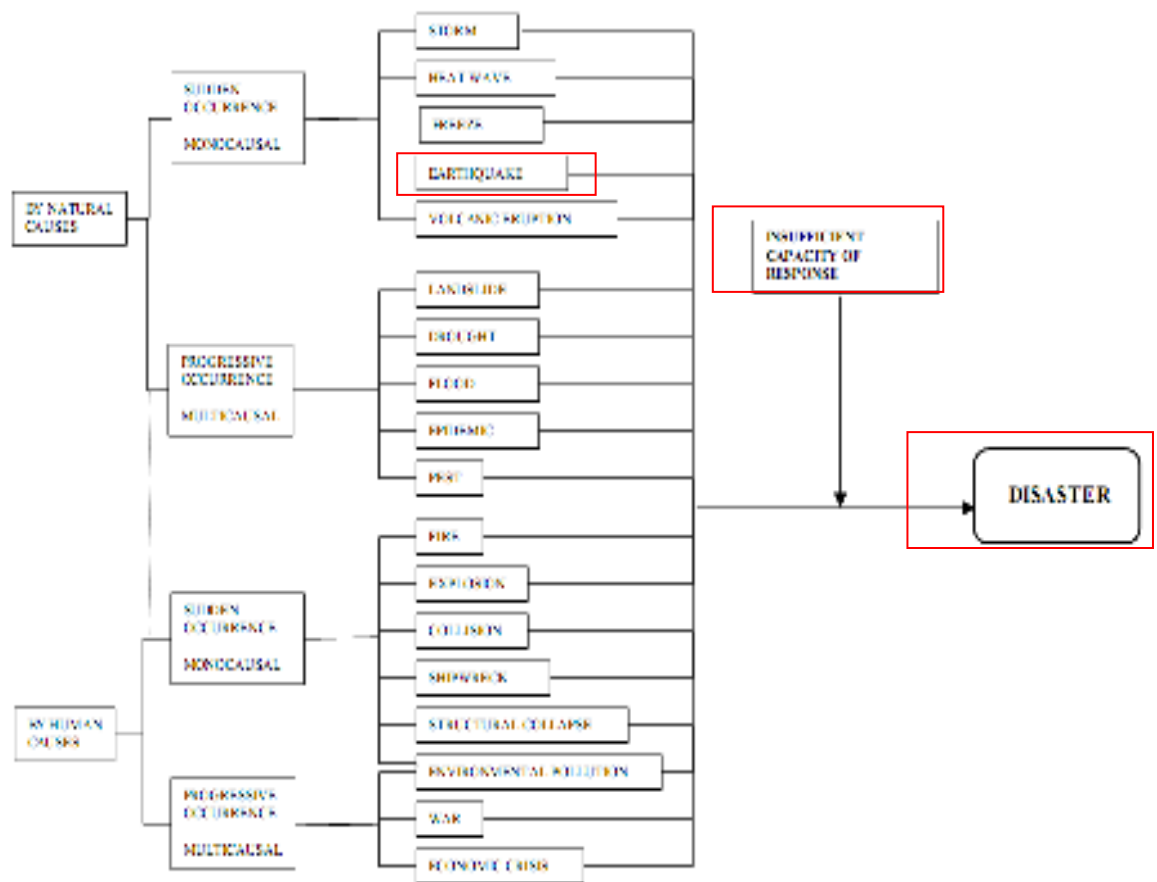 STORM
HEAT WAVE
FREEZE
EARTHQUAKE
VOLCANIC ERUPTION
SUDDEN
OCCURRENCE
MONOCAUSAL
BY NATURAL
CAUSES
INSUFFICIENT
CAPACITY OF
RESPONSE
LANDSLIDE
DROUGHT
FLOOD
EPIDEMIC
PEST
PROGRESSIVE
OCCURRENCE
MULTICAUSAL
DISASTER
FIRE
EXPLOSION
COLLISION
SHIPWRECK
STRUCTURAL COLLAPSE
ENVIRONMENTAL POLLUTION
SUDDEN
OCCURRENCE
MONOCAUSAL
BY HUMAN
CAUSES
PROGRESSIVE
OCCURRENCE
MULTICAUSAL
WAR
ECONOMIC CRISIS